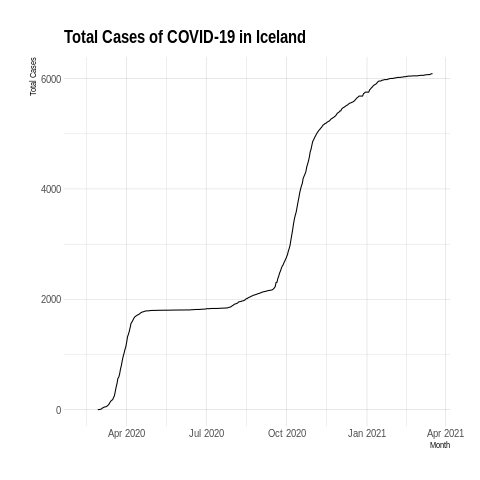 Total Cases of COVID-19 in Iceland
Total Cases
6000
4000
2000
0
Apr 2020 Jul 2020 Oct 2020 Jan 2021 Apr 2021
Month